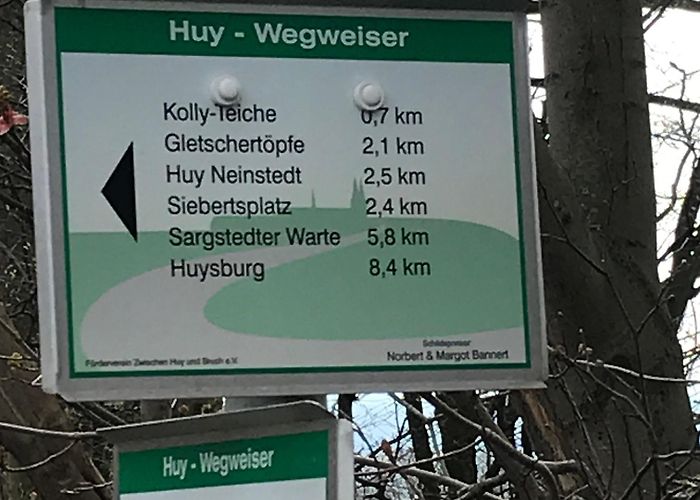 Huy - Wegweiser
Kolly-Teiche 0,7 km
Gletschertöpfe 2,1 km
Huy Neinstedt 2,5 km
Siebertsplatz 2,4 km
Sargstedter Warte 5,8 km
Huysburg 8,4 km
Schildsponsor
Förderverein Zwischen Huy und Bruch e.V. Norbert & Margot Bannert
Huy - Wegweiser